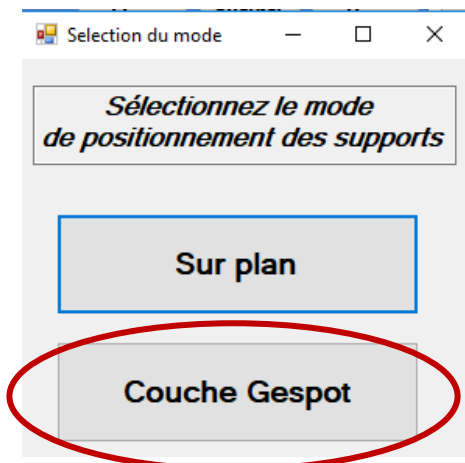 Selection du mode
Sélectionnez le mode
de positionnement des supports
Sur plan
Couche Gespot